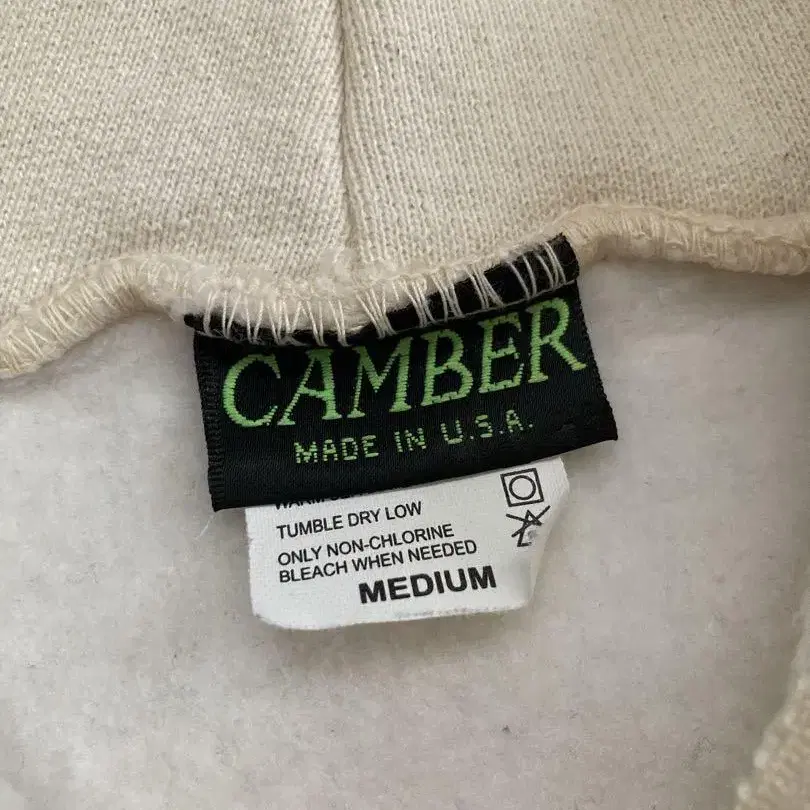 CAMBER
MADE IN U.S.A.
TUMBLE DRY LOW
ONLY NON-CHLORINE
BLEACH WHEN NEEDED
MEDIUM